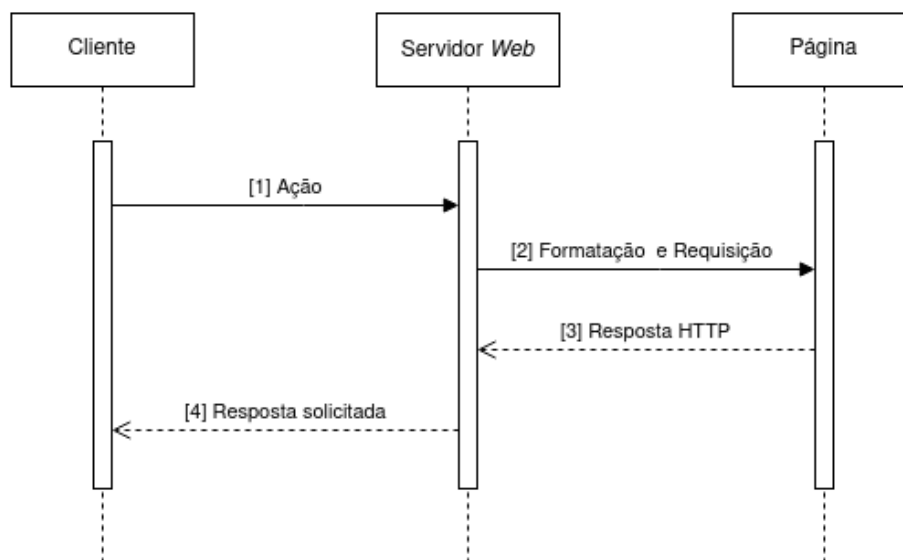 Cliente
Servidor Web
Página
[1] Ação
[2] Formatação e Requisição
[3] Resposta HTTP
[4] Resposta solicitada